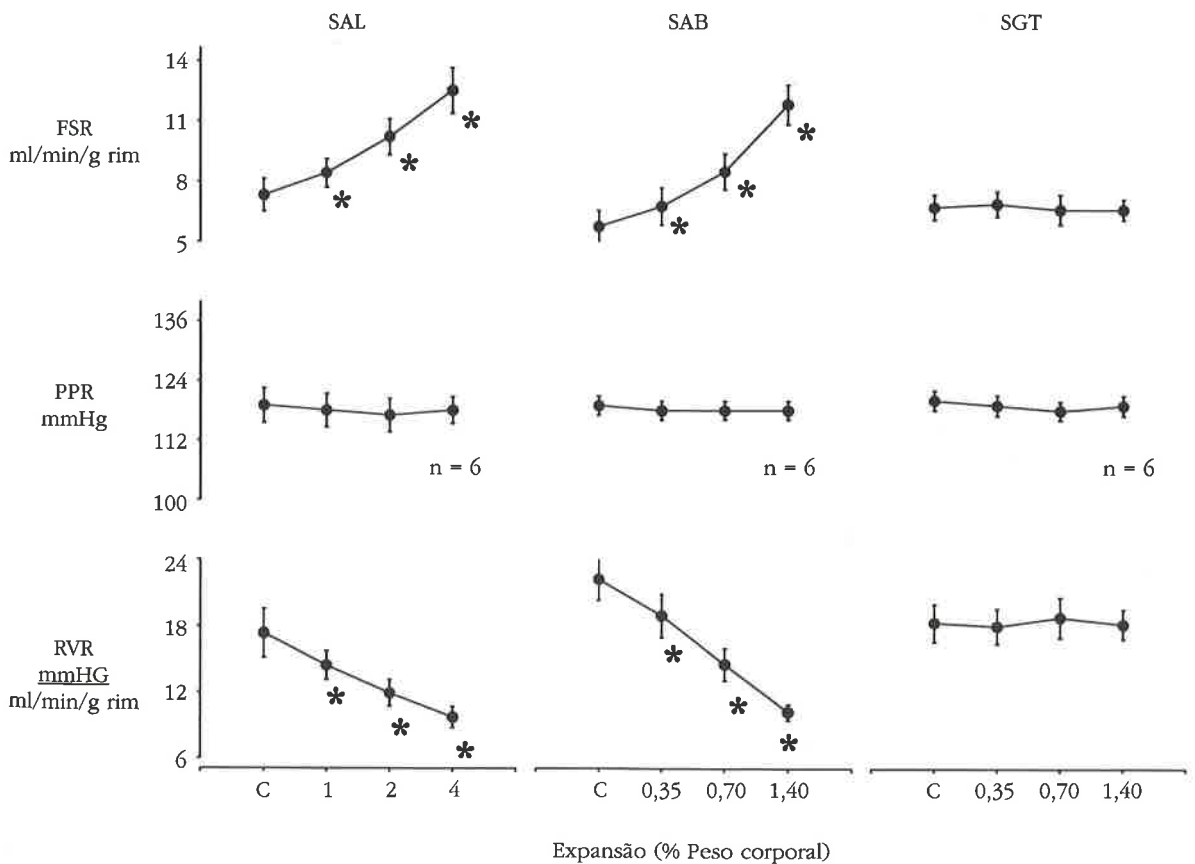 SAL SAB SGT
14
11
8
5
FSR
ml/min/g rim
*
*
*
*
*
*
136
124
112
100
PPR
mmHg
n = 6 n = 6 n = 6
24
18
12
6
RVR
mmHG
ml/min/g rim
*
*
*
*
*
*
C 1 2 4 C 0,35 0,70 1,40 C 0,35 0,70 1,40
Expansão (% Peso corporal)